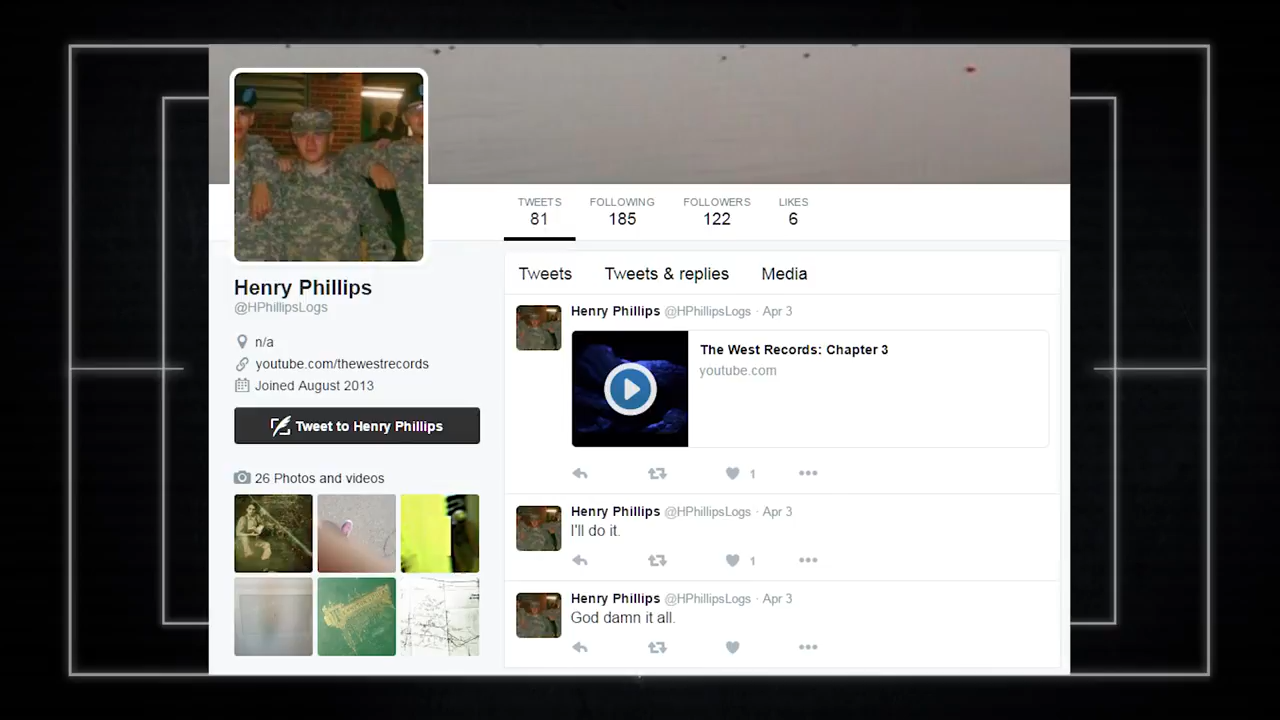 TWEETS FOLLOWING FOLLOWERS LIKES
81 185 122 6
Henry Phillips
@HPhillipsLogs
n/a
youtube.com/thewestrecords
Joined August 2013
Tweet to Henry Phillips
26 Photos and videos
Tweets Tweets & replies Media
Henry Phillips @HPhillipsLogs · Apr 3
The West Records: Chapter 3
youtube.com
1
Henry Phillips @HPhillipsLogs · Apr 3
I'll do it.
1
Henry Phillips @HPhillipsLogs · Apr 3
God damn it all.